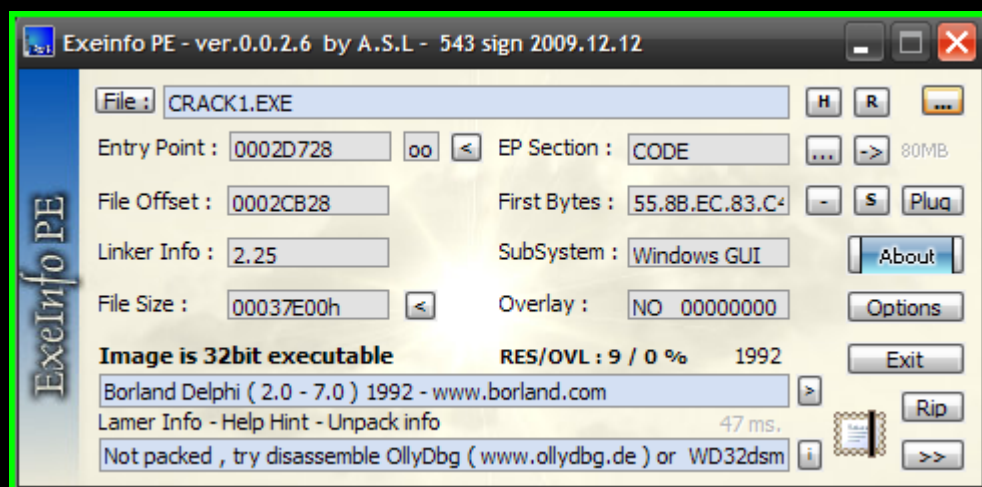 Exeinfo PE - ver.0.0.2.6 by A.S.L - 543 sign 2009.12.12
ExeInfo PE
File : CRACK1.EXE H R ...
Entry Point : 0002D728 oo < EP Section : CODE ... -> 80MB
File Offset : 0002CB28 First Bytes : 55.8B.EC.83.C4 - S Plug
Linker Info : 2.25 SubSystem : Windows GUI About
File Size : 00037E00h < Overlay : NO 00000000 Options
Image is 32bit executable RES/OVL : 9 / 0 % 1992 Exit
Borland Delphi ( 2.0 - 7.0 ) 1992 - www.borland.com >
Lamer Info - Help Hint - Unpack info 47 ms. Rip
Not packed , try disassemble OllyDbg ( www.ollydbg.de ) or WD32dsm i >>